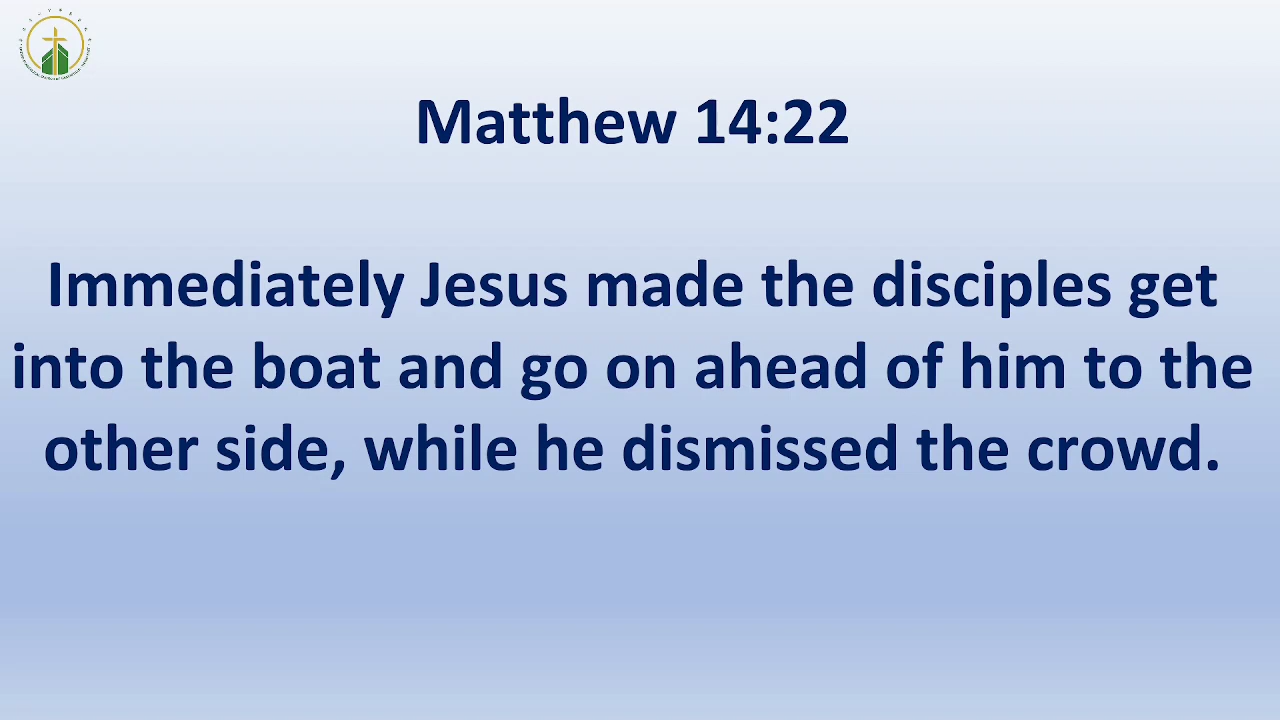 Matthew 14:22
Immediately Jesus made the disciples get
into the boat and go on ahead of him to the
other side, while he dismissed the crowd.